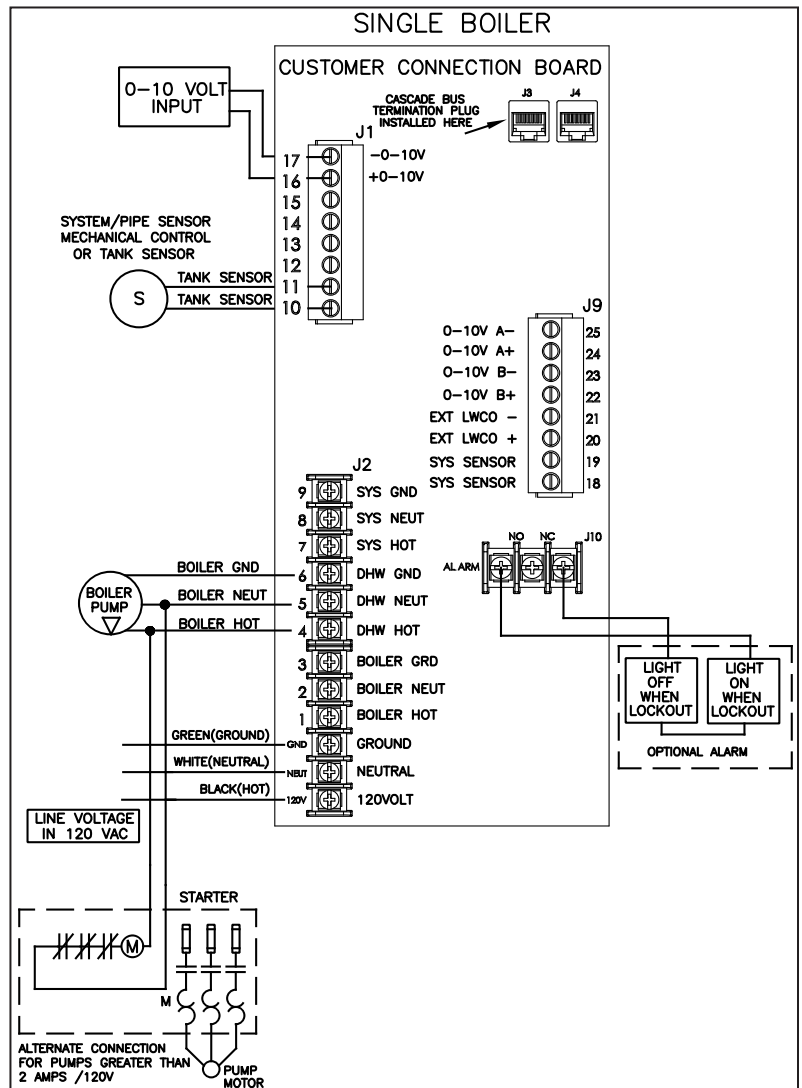 SINGLE BOILER
CUSTOMER CONNECTION BOARD
0-10 VOLT
INPUT
CASCADE BUS
TERMINATION PLUG
INSTALLED HERE
J3
J4
J1
17
-0-10V
16
+0-10V
15
14
13
12
11
10
SYSTEM/PIPE SENSOR
MECHANICAL CONTROL
OR TANK SENSOR
S
TANK SENSOR
TANK SENSOR
J9
0-10V A- 25
0-10V A+ 24
0-10V B- 23
0-10V B+ 22
EXT LWCO - 21
EXT LWCO + 20
SYS SENSOR 19
SYS SENSOR 18
J2
9 SYS GND
8 SYS NEUT
7 SYS HOT
6 DHW GND
5 DHW NEUT
4 DHW HOT
3 BOILER GRD
2 BOILER NEUT
1 BOILER HOT
GND GROUND
NEUT NEUTRAL
120V 120VOLT
BOILER GND
BOILER NEUT
BOILER HOT
BOILER
PUMP
GREEN(GROUND)
WHITE(NEUTRAL)
BLACK(HOT)
LINE VOLTAGE
IN 120 VAC
ALARM
NO
NC
J10
LIGHT
OFF
WHEN
LOCKOUT
LIGHT
ON
WHEN
LOCKOUT
OPTIONAL ALARM
STARTER
M
M
ALTERNATE CONNECTION
FOR PUMPS GREATER THAN
2 AMPS /120V
PUMP
MOTOR